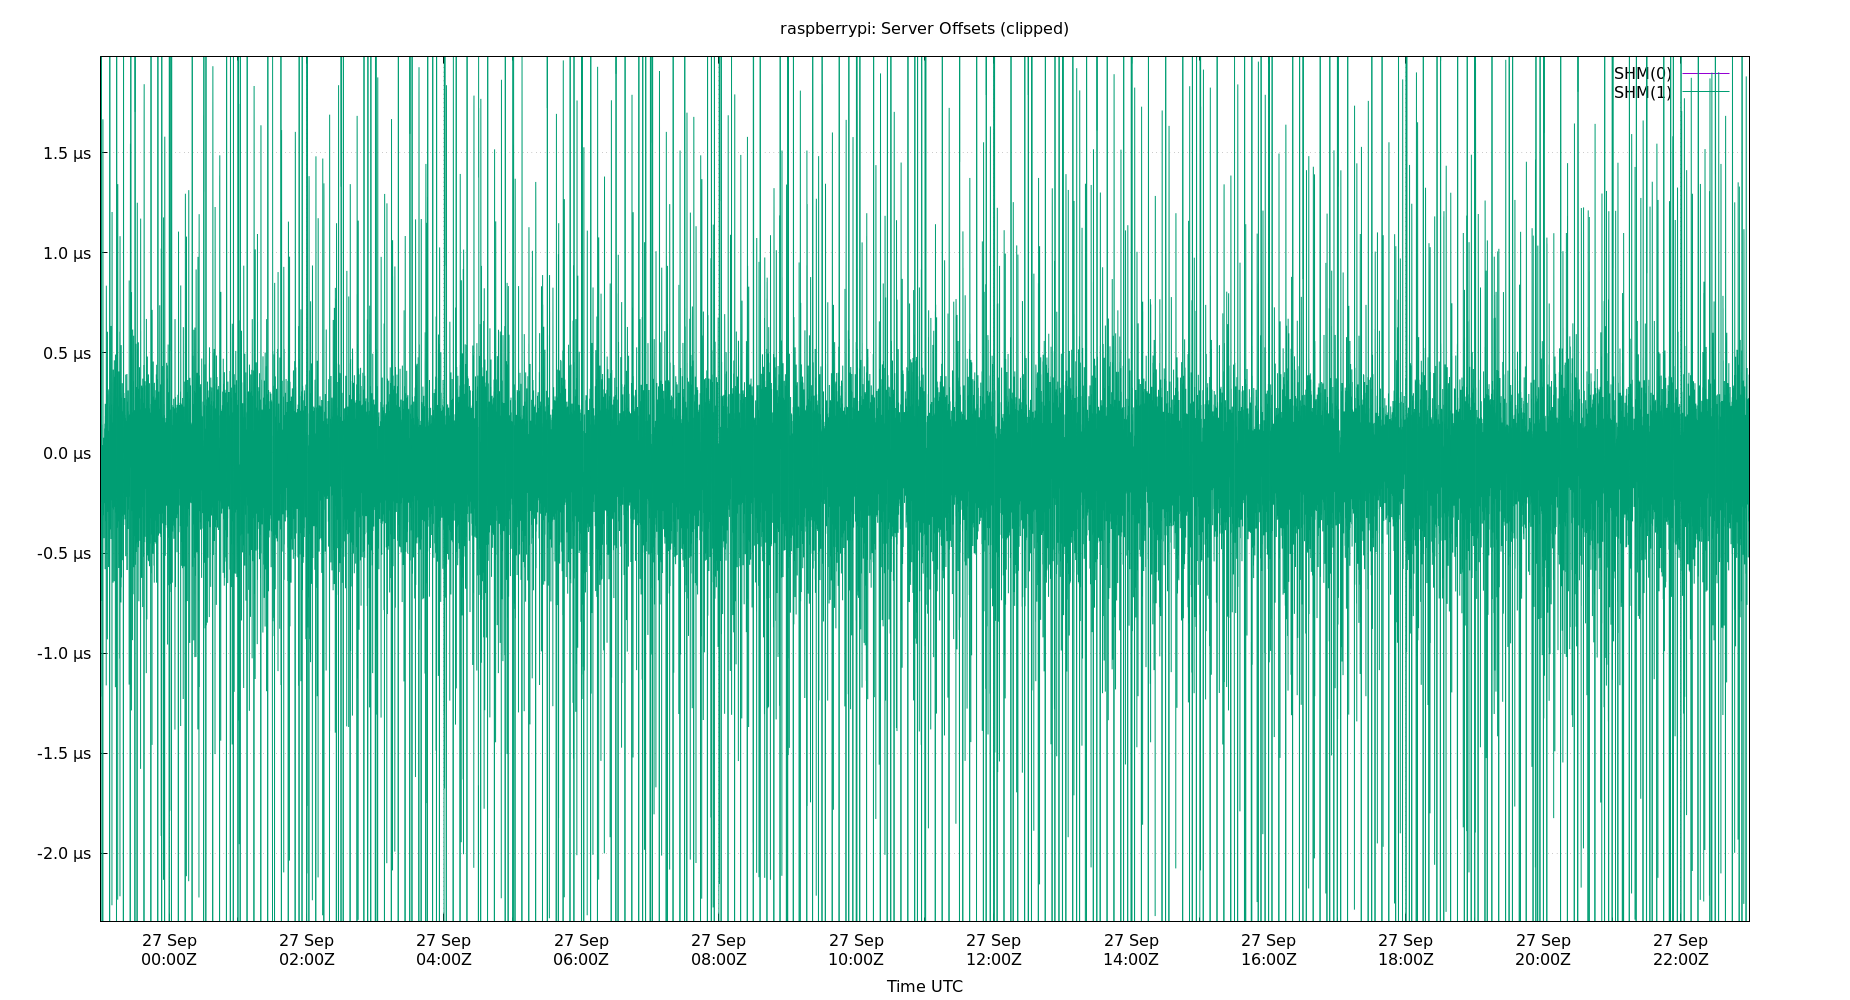 raspberrypi: Server Offsets (clipped)
SHM(0)
SHM(1)
1.5 µs
1.0 µs
0.5 µs
0.0 µs
-0.5 µs
-1.0 µs
-1.5 µs
-2.0 µs
27 Sep 27 Sep 27 Sep 27 Sep 27 Sep 27 Sep 27 Sep 27 Sep 27 Sep 27 Sep 27 Sep 27 Sep
00:00Z 02:00Z 04:00Z 06:00Z 08:00Z 10:00Z 12:00Z 14:00Z 16:00Z 18:00Z 20:00Z 22:00Z
Time UTC